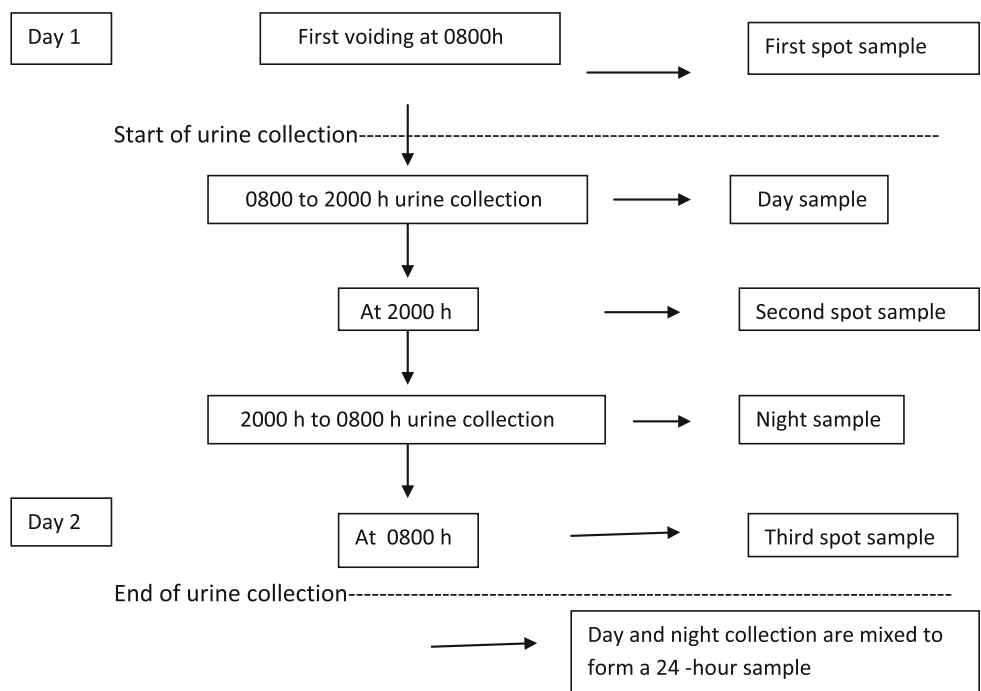 Day 1
First voiding at 0800h
First spot sample
Start of urine collection--------------------------------------------------------------------------
0800 to 2000 h urine collection
Day sample
At 2000 h
Second spot sample
2000 h to 0800 h urine collection
Night sample
Day 2
At 0800 h
Third spot sample
End of urine collection----------------------------------------------------------------------------
Day and night collection are mixed to
form a 24 -hour sample